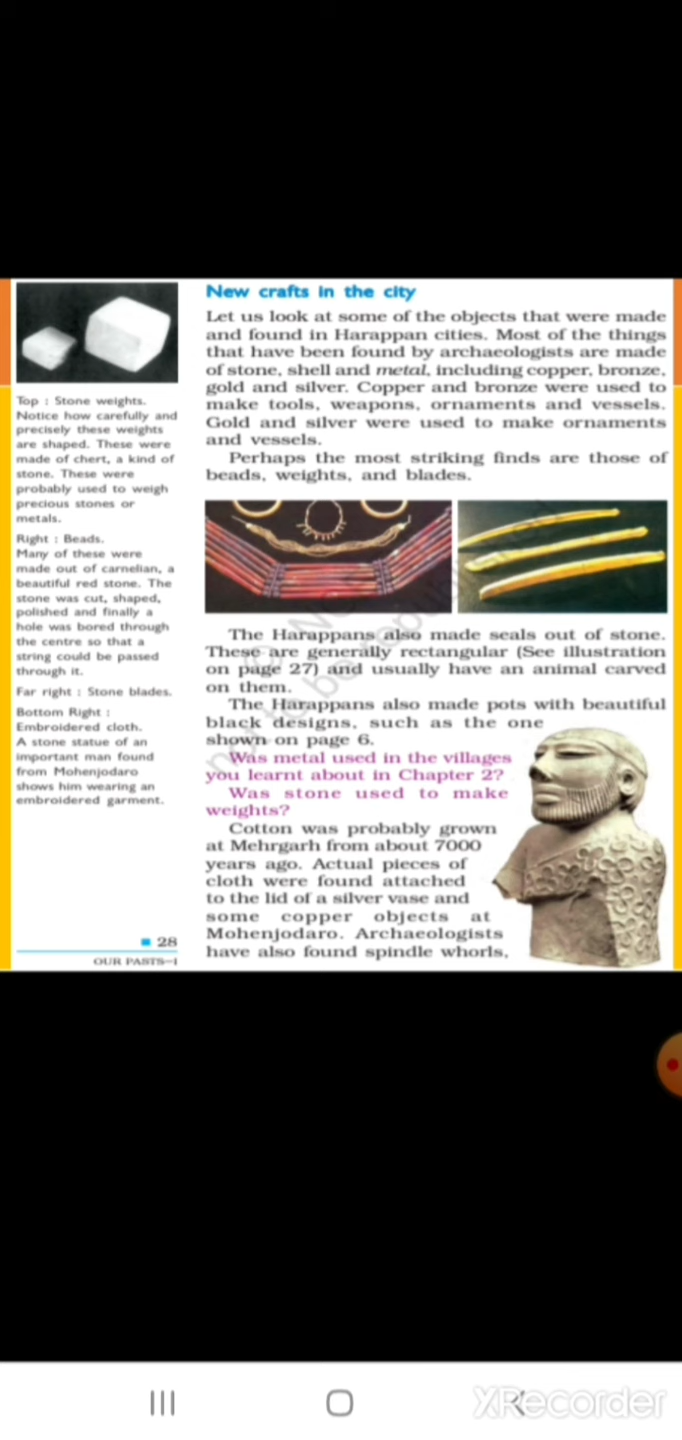 New crafts in the city
Let us look at some of the objects that were made
and found in Harappan cities. Most of the things
that have been found by archaeologists are made
of stone, shell and metal, including copper, bronze,
gold and silver. Copper and bronze were used to
make tools, weapons, ornaments and vessels.
Gold and silver were used to make ornaments
and vessels.
Perhaps the most striking finds are those of
beads, weights, and blades.
Top : Stone weights.
Notice how carefully and
precisely these weights
are shaped. These were
made of chert, a kind of
stone. These were
probably used to weigh
precious stones or
metals.
Right : Beads.
Many of these were
made out of carnelian, a
beautiful red stone. The
stone was cut, shaped,
polished and finally a
hole was bored through
the centre so that a
string could be passed
through it.
Far right : Stone blades.
Bottom Right :
Embroidered cloth.
A stone statue of an
important man found
from Mohenjodaro
shows him wearing an
embroidered garment.
The Harappans also made seals out of stone.
These are generally rectangular (See illustration
on page 27) and usually have an animal carved
on them.
The Harappans also made pots with beautiful
black designs, such as the one
shown on page 6.
Was metal used in the villages
you learnt about in Chapter 2?
Was stone used to make
weights?
Cotton was probably grown
at Mehrgarh from about 7000
years ago. Actual pieces of
cloth were found attached
to the lid of a silver vase and
some copper objects at
Mohenjodaro. Archaeologists
have also found spindle whorls,
28
OUR PASTS–I
XRecorder